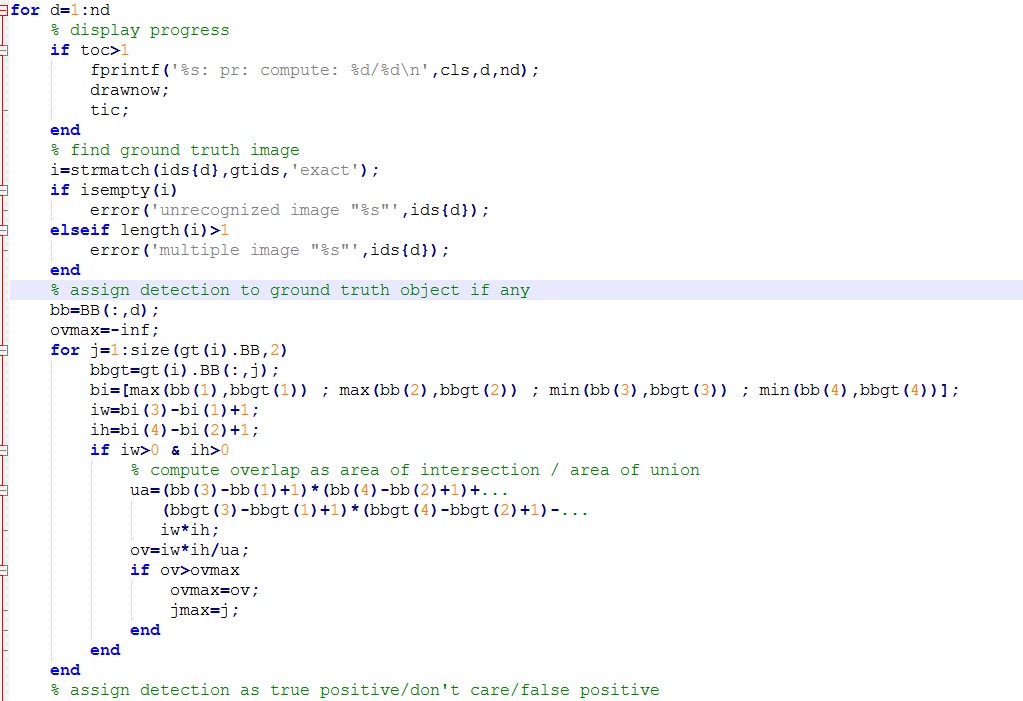 for d=1:nd
    % display progress
    if toc>1
        fprintf('%s: pr: compute: %d/%d\n',cls,d,nd);
        drawnow;
        tic;
    end
    % find ground truth image
    i=strmatch(ids{d},gtids,'exact');
    if isempty(i)
        error('unrecognized image "%s"',ids{d});
    elseif length(i)>1
        error('multiple image "%s"',ids{d});
    end
    % assign detection to ground truth object if any
    bb=BB(:,d);
    ovmax=-inf;
    for j=1:size(gt(i).BB,2)
        bbgt=gt(i).BB(:,j);
        bi=[max(bb(1),bbgt(1)) ; max(bb(2),bbgt(2)) ; min(bb(3),bbgt(3)) ; min(bb(4),bbgt(4))];
        iw=bi(3)-bi(1)+1;
        ih=bi(4)-bi(2)+1;
        if iw>0 & ih>0
            % compute overlap as area of intersection / area of union
            ua=(bb(3)-bb(1)+1)*(bb(4)-bb(2)+1)+...
               (bbgt(3)-bbgt(1)+1)*(bbgt(4)-bbgt(2)+1)-...
               iw*ih;
            ov=iw*ih/ua;
            if ov>ovmax
                ovmax=ov;
                jmax=j;
            end
        end
    end
    % assign detection as true positive/don't care/false positive